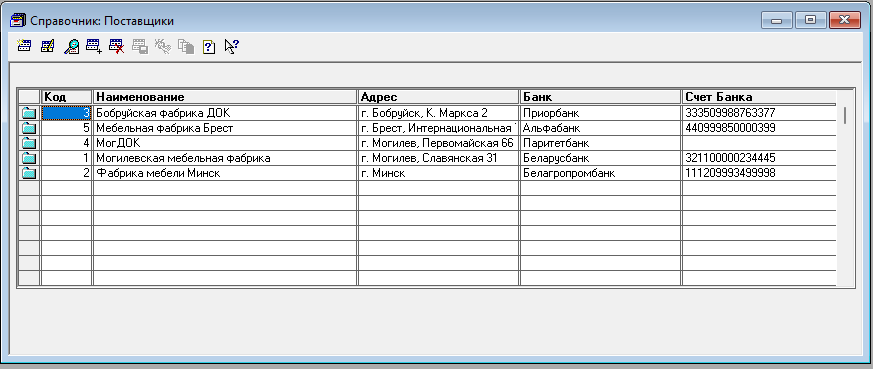 Справочник: Поставщики
Код Наименование Адрес Банк Счет Банка
3 Бобруйская фабрика ДОК г. Бобруйск, К. Маркса 2 Приорбанк 333509988763377
5 Мебельная фабрика Брест г. Брест, Интернациональная Альфабанк 440999850000399
4 МогДОК г. Могилев, Первомайская 66 Паритетбанк
1 Могилевская мебельная фабрика г. Могилев, Славянская 31 Беларусбанк 321100000234445
2 Фабрика мебели Минск г. Минск Белагропромбанк 111209993499998